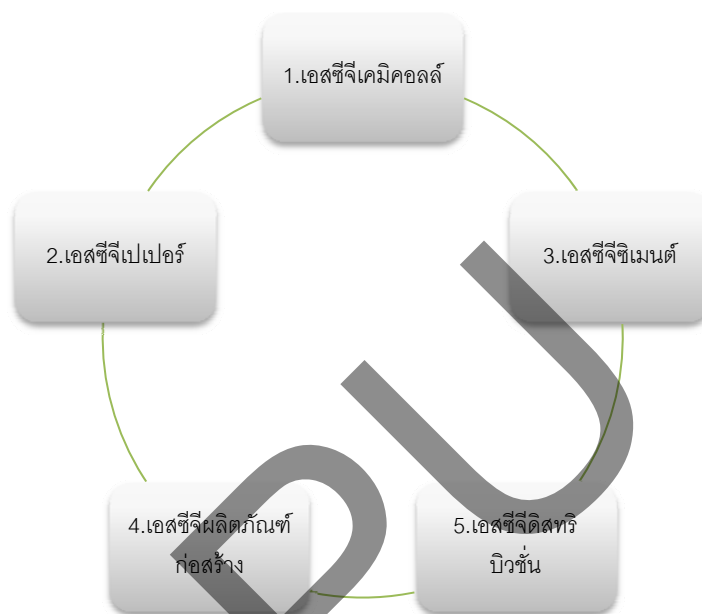 1.เอสซีจีเคมิคอลล์
2.เอสซีจีเปเปอร์
3.เอสซีจีซิเมนต์
4.เอสซีจีผลิตภัณฑ์
ก่อสร้าง
5.เอสซีจีดิสทริ
บิวชั่น